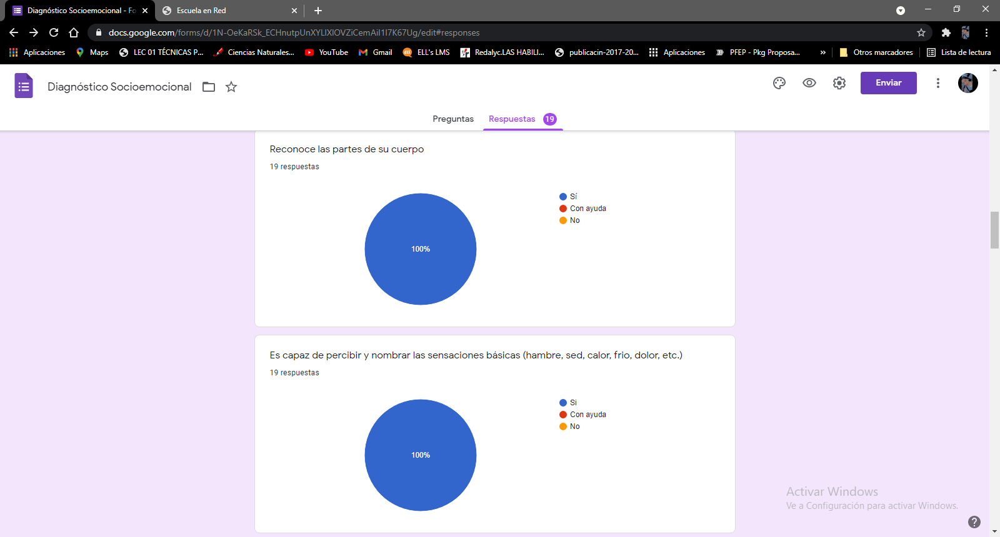 Diagnóstico Socioemocional - Fo
Escuela en Red
docs.google.com/forms/d/1N-OeKaRSk_ECHnutpUnXYLIXIOVZiCemAiI1I7K67Ug/edit#responses
Aplicaciones
Maps
LEC 01 TÉCNICAS P...
Ciencias Naturales...
YouTube
Gmail
ELL's LMS
Redalyc.LAS HABILI...
publicacin-2017-20...
Aplicaciones
PFEP - Pkg Proposa...
»
Otros marcadores
Lista de lectura
Diagnóstico Socioemocional
Enviar
Preguntas
Respuestas 19
Reconoce las partes de su cuerpo
19 respuestas
Sí
Con ayuda
No
100%
Es capaz de percibir y nombrar las sensaciones básicas (hambre, sed, calor, frio, dolor, etc.)
19 respuestas
Si
Con ayuda
No
100%
Activar Windows
Ve a Configuración para activar Windows.